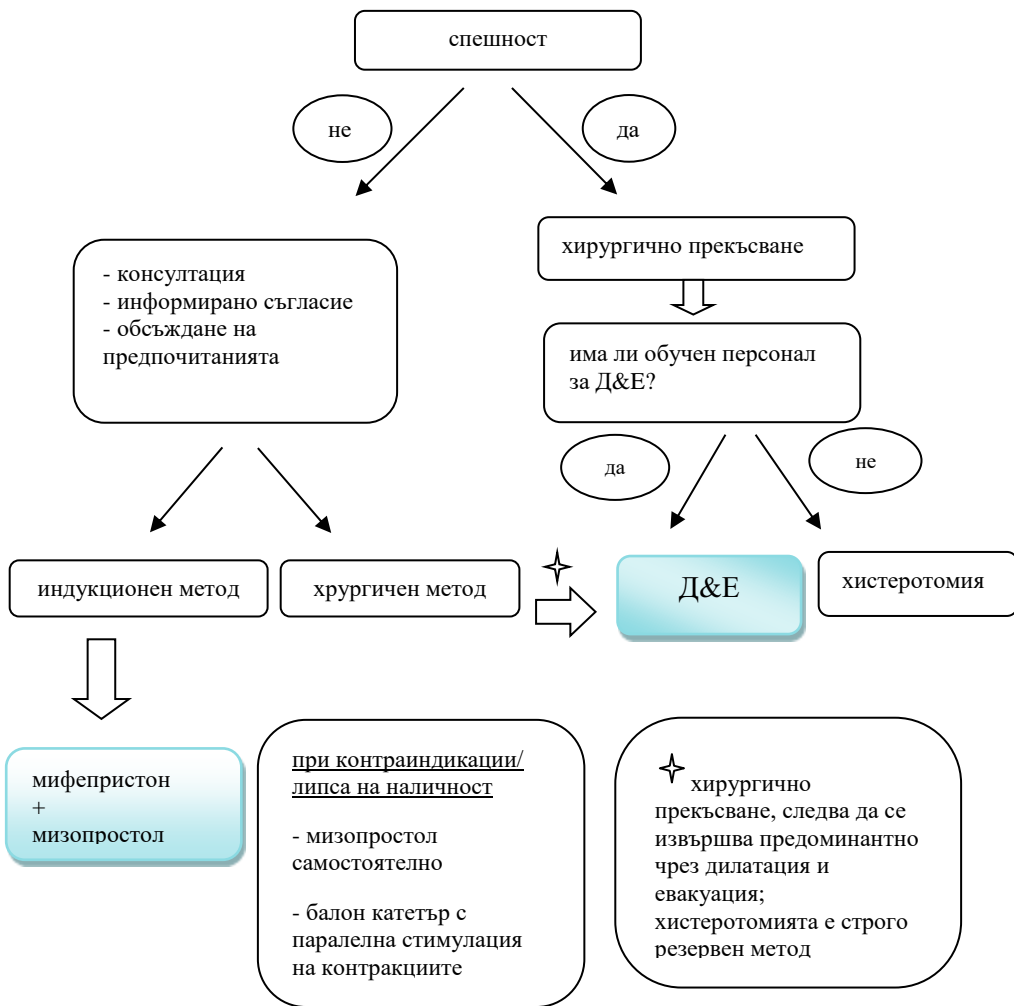 спешност
не
да
- консултация
- информирано съгласие
- обсъждане на
предпочитанията
хирургично прекъсване
има ли обучен персонал
за Д&Е?
да
не
индукционен метод
хрургичен метод
Д&Е
хистеротомия
мифепристон
+
мизопростол
при контраиндикации/
липса на наличност
- мизопростол
самостоятелно
- балон катетър с
паралелна стимулация
на контракциите
хирургично
прекъсване, следва да се
извършва предоминантно
чрез дилатация и
евакуация;
хистеротомията е строго
резервен метод